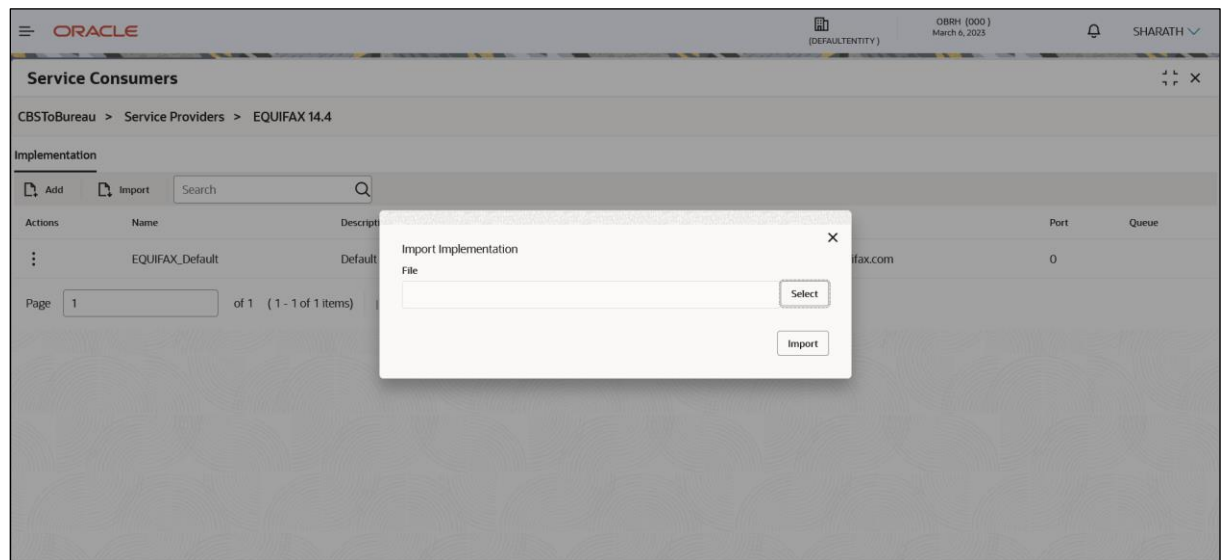 ORACLE
(DEFAULTENTITY )
OBRH (000 )
March 6, 2023
SHARATH
Service Consumers
CBSToBureau > Service Providers > EQUIFAX 14.4
Implementation
Add Import Search
Actions Name Descripti Port Queue
EQUIFAX_Default Default ifax.com 0
Page 1 of 1 ( 1 - 1 of 1 items)
Import Implementation
File
Select
Import